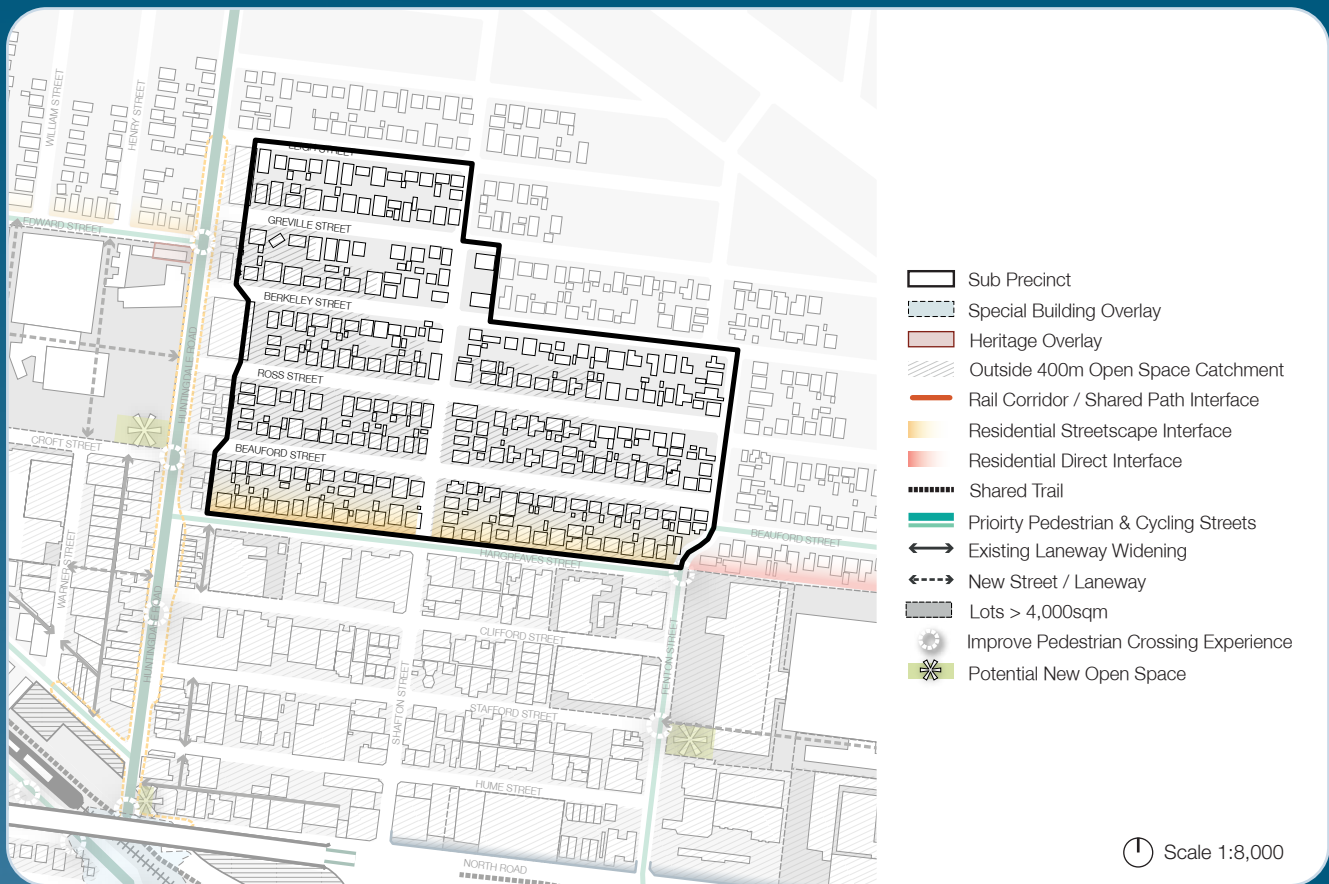 WILLIAM STREET
HENRY STREET
LEIGH STREET
EDWARD STREET
GREVILLE STREET
BERKELEY STREET
HUNTINGDALE ROAD
ROSS STREET
CROFT STREET
BEAUFORD STREET
BEAUFORD STREET
HARGREAVES STREET
WARNER STREET
HUNTINGDALE ROAD
CLIFFORD STREET
FENTON STREET
SHAFTON STREET
STAFFORD STREET
HUME STREET
NORTH ROAD
Sub Precinct
Special Building Overlay
Heritage Overlay
Outside 400m Open Space Catchment
Rail Corridor / Shared Path Interface
Residential Streetscape Interface
Residential Direct Interface
Shared Trail
Prioirty Pedestrian & Cycling Streets
Existing Laneway Widening
New Street / Laneway
Lots > 4,000sqm
Improve Pedestrian Crossing Experience
Potential New Open Space
Scale 1:8,000